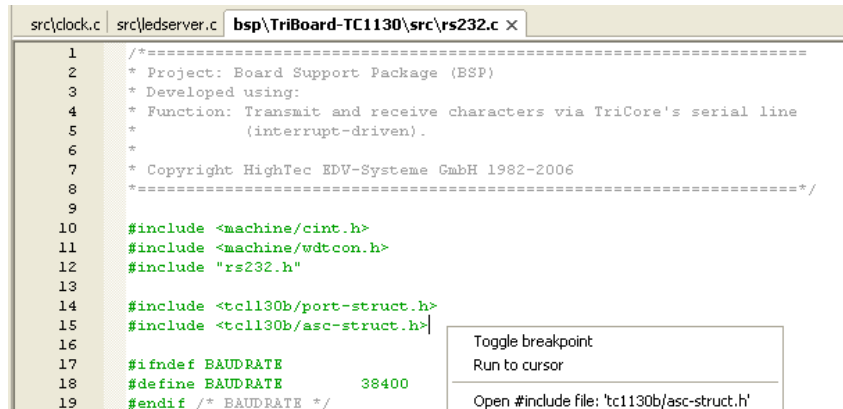 src\clock.c src\ledserver.c bsp\TriBoard-TC1130\src\rs232.c ×
1 /*====================================================================
2 * Project: Board Support Package (BSP)
3 * Developed using:
4 * Function: Transmit and receive characters via TriCore's serial line
5 * (interrupt-driven).
6 *
7 * Copyright HighTec EDV-Systeme GmbH 1982-2006
8 *====================================================================*/
9
10 #include <machine/cint.h>
11 #include <machine/wdtcon.h>
12 #include "rs232.h"
13
14 #include <tc1130b/port-struct.h>
15 #include <tc1130b/asc-struct.h>
16 Toggle breakpoint
17 #ifndef BAUDRATE Run to cursor
18 #define BAUDRATE 38400
19 #endif /* BAUDRATE */ Open #include file: 'tc1130b/asc-struct.h'